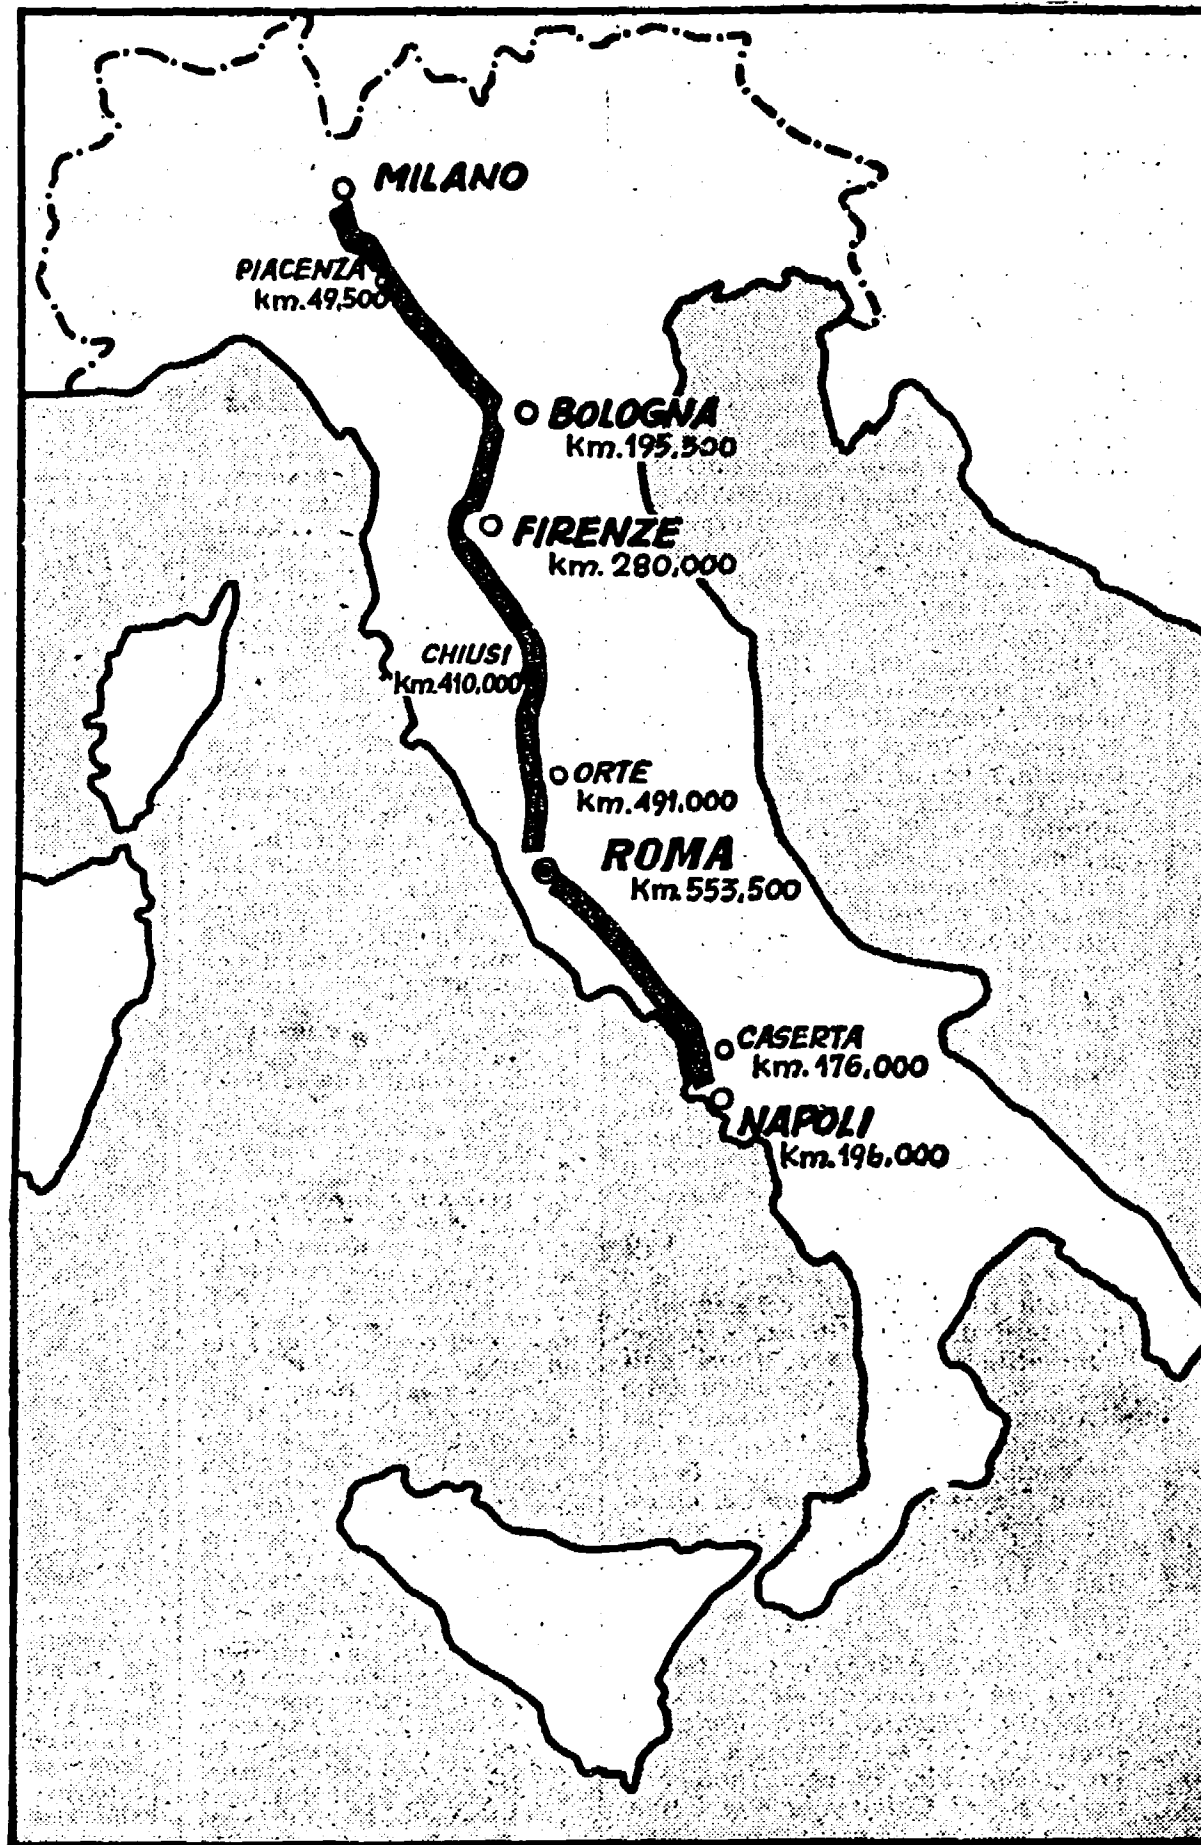 MILANO
PIACENZA
km. 49,500
BOLOGNA
Km. 195,500
FIRENZE
km. 280,000
CHIUSI
Km 410,000
ORTE
Km. 491,000
ROMA
Km. 553,500
CASERTA
km. 176,000
NAPOLI
Km. 196,000